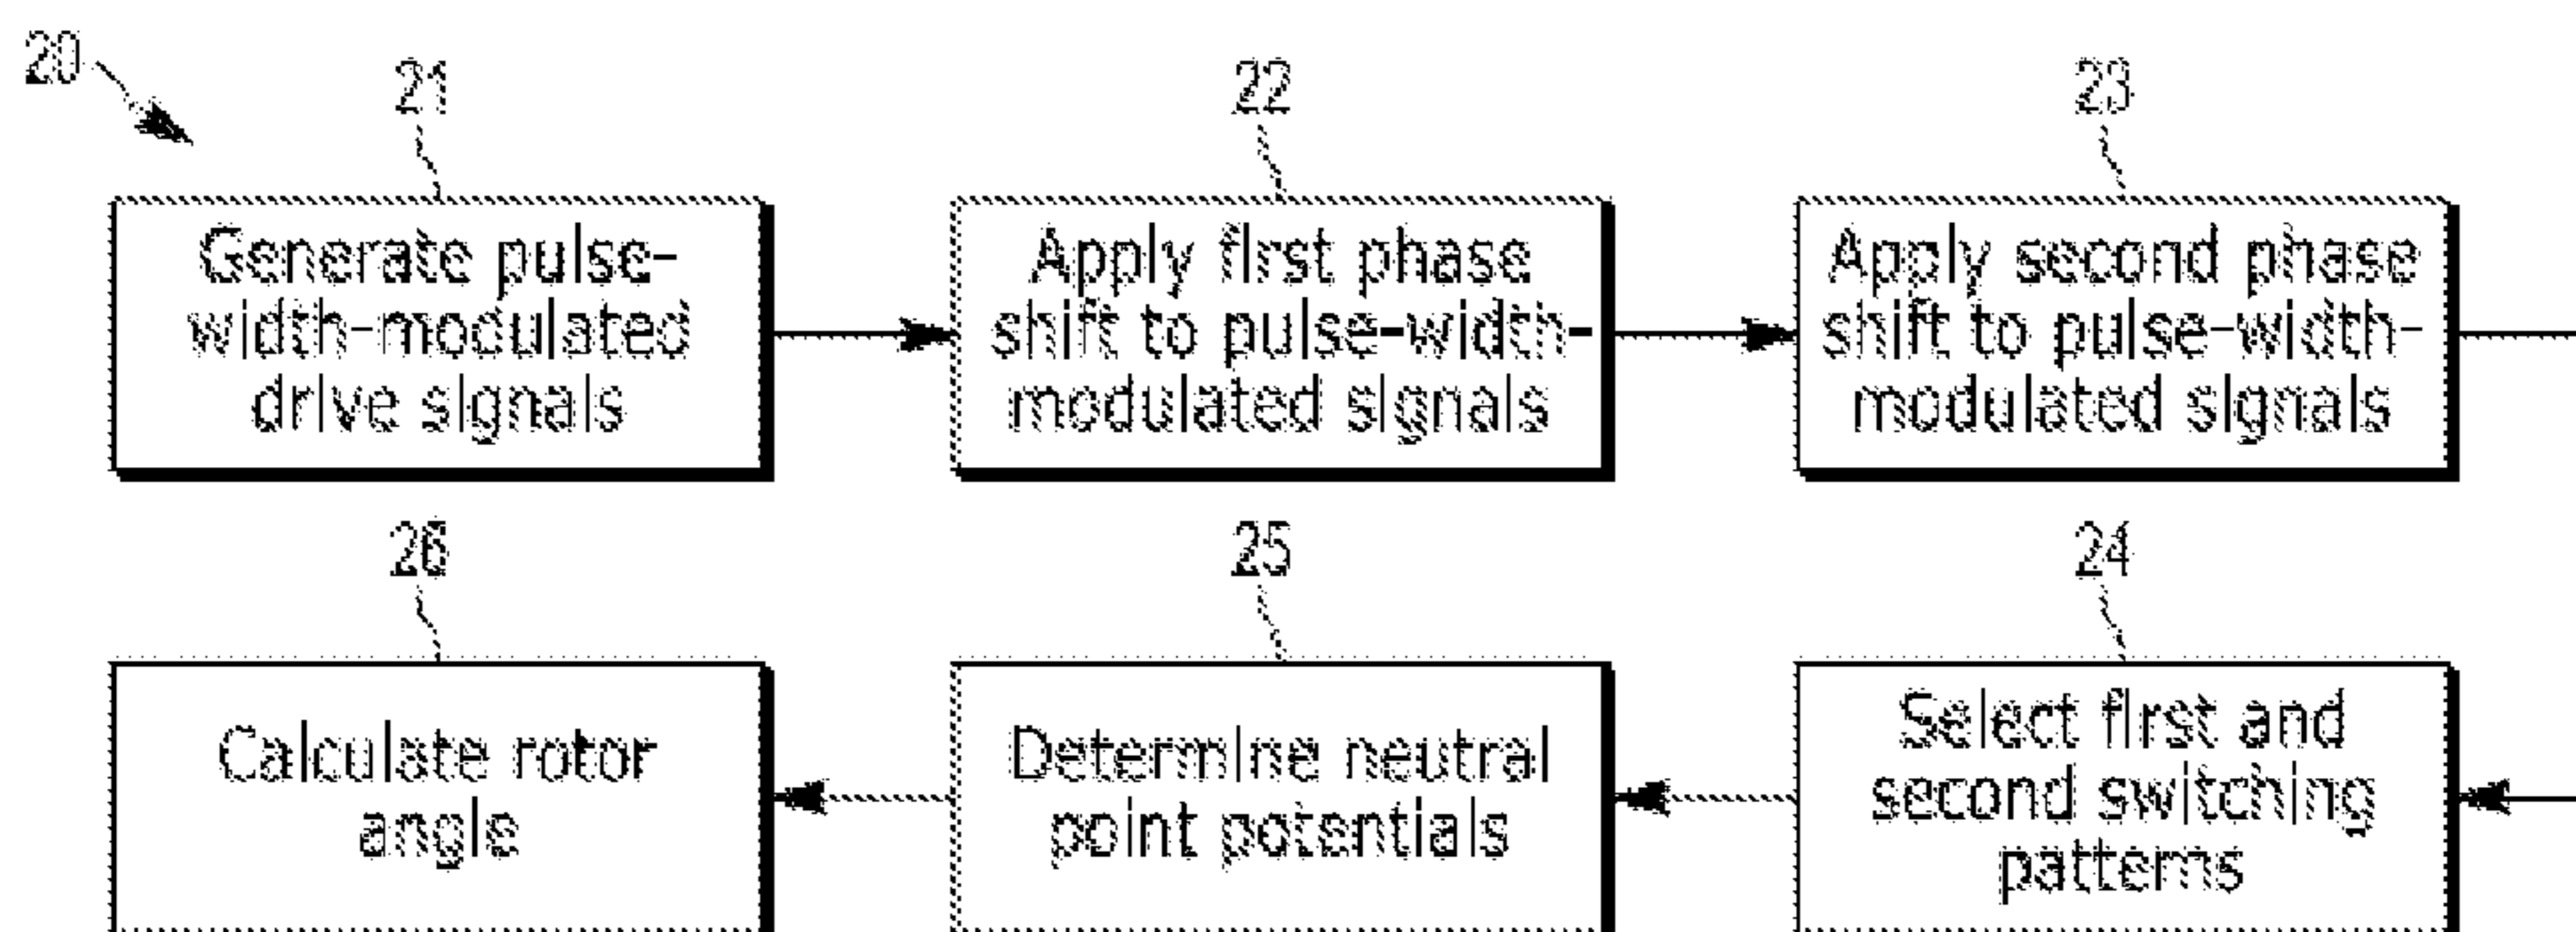 20
21
22
23
Generate pulse-
width-modulated
drive signals
Apply first phase
shift to pulse-width-
modulated signals
Apply second phase
shift to pulse-width-
modulated signals
26
25
24
Calculate rotor
angle
Determine neutral
point potentials
Select first and
second switching
patterns